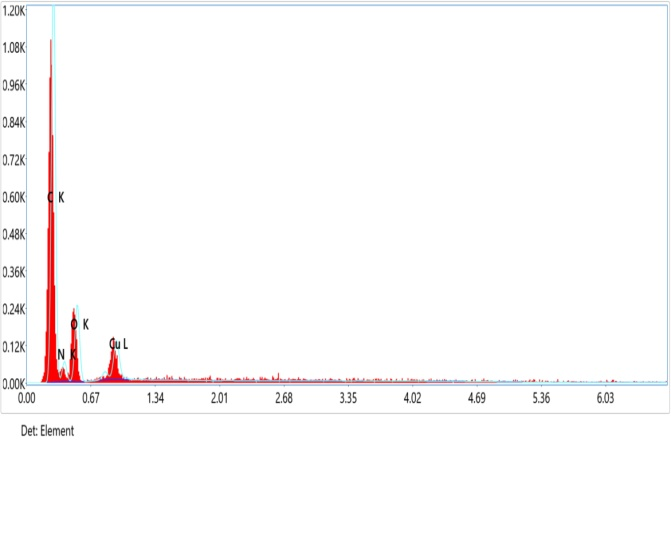 1.20K
1.08K
0.96K
0.84K
0.72K
0.60K
C K
0.48K
0.36K
0.24K
O K
Cu L
0.12K
N K
0.00K
0.00 0.67 1.34 2.01 2.68 3.35 4.02 4.69 5.36 6.03
Det: Element